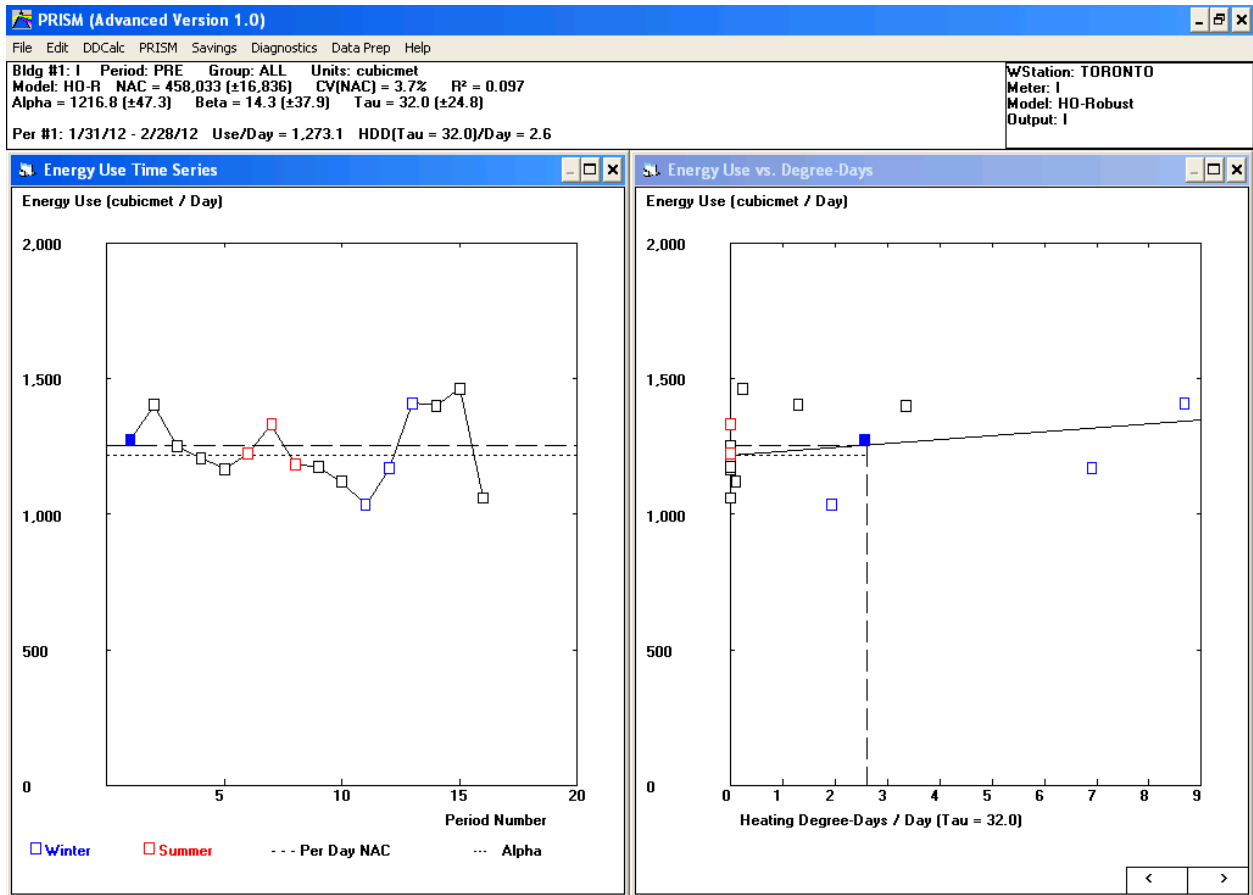 PRISM (Advanced Version 1.0)
File Edit DDCalc PRISM Savings Diagnostics Data Prep Help
Bldg #1: I Period: PRE Group: ALL Units: cubicmet
Model: HO-R NAC = 458,033 (±16,836) CV(NAC) = 3.7% R² = 0.097
Alpha = 1216.8 (±47.3) Beta = 14.3 (±37.9) Tau = 32.0 (±24.8)
Per #1: 1/31/12 - 2/28/12 Use/Day = 1,273.1 HDD(Tau = 32.0)/Day = 2.6
WStation: TORONTO
Meter: I
Model: HO-Robust
Output: I
Energy Use Time Series
Energy Use (cubicmet / Day)
2,000
1,500
1,000
500
0
5 10 15 20
Period Number
Winter Summer - - - Per Day NAC --- Alpha
Energy Use vs. Degree-Days
Energy Use (cubicmet / Day)
2,000
1,500
1,000
500
0
0 1 2 3 4 5 6 7 8 9
Heating Degree-Days / Day (Tau = 32.0)
< >